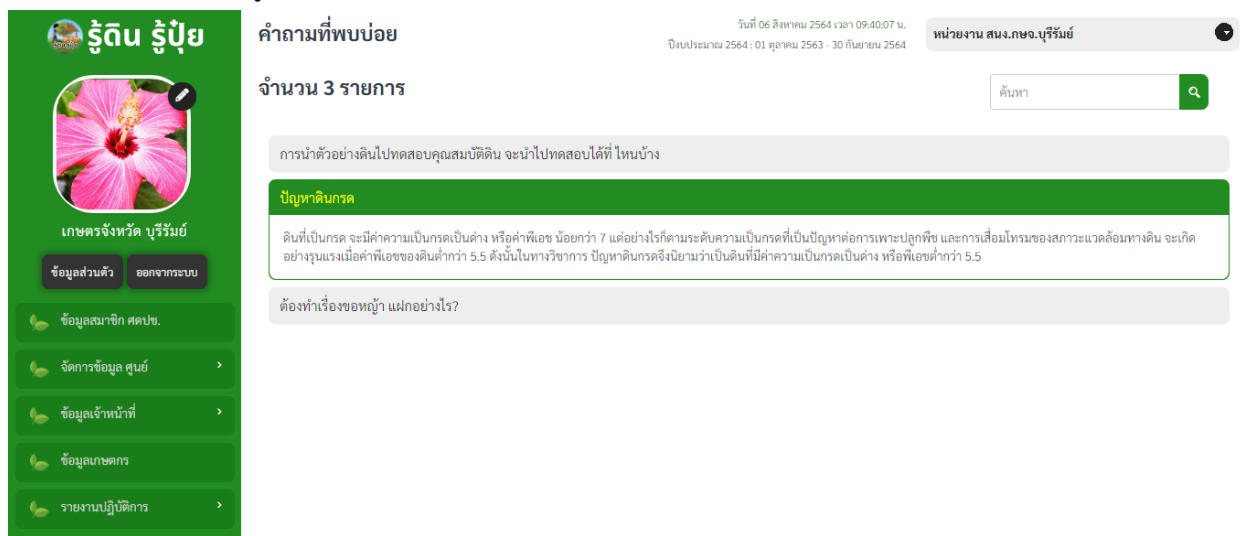 รู้ดิน รู้ปุ๋ย
คำถามที่พบบ่อย
วันที่ 06 สิงหาคม 2564 เวลา 09:40:07 น.
ปีงบประมาณ 2564 : 01 ตุลาคม 2563 - 30 กันยายน 2564
หน่วยงาน สนง.กษจ.บุรีรัมย์
จำนวน 3 รายการ
ค้นหา
การนำตัวอย่างดินไปทดสอบคุณสมบัติดิน จะนำไปทดสอบได้ที่ ไหนบ้าง
ปัญหาดินกรด
ดินที่เป็นกรด จะมีค่าความเป็นกรดเป็นด่าง หรือค่าพีเอช น้อยกว่า 7 แต่อย่างไรก็ตามระดับความเป็นกรดที่เป็นปัญหาต่อการเพาะปลูกพืช และการเสื่อมโทรมของสภาวะแวดล้อมทางดิน จะเกิด
อย่างรุนแรงเมื่อค่าพีเอชของดินต่ำกว่า 5.5 ดังนั้นในทางวิชาการ ปัญหาดินกรดจึงนิยามว่าเป็นดินที่มีค่าความเป็นกรดเป็นด่าง หรือพีเอชต่ำกว่า 5.5
ต้องทำเรื่องขอหญ้า แฝกอย่างไร?
เกษตรจังหวัด บุรีรัมย์
ข้อมูลส่วนตัว
ออกจากระบบ
ข้อมูลสมาชิก ศดปช.
จัดการข้อมูล ศูนย์
ข้อมูลเจ้าหน้าที่
ข้อมูลเกษตกร
รายงานปฏิบัติการ